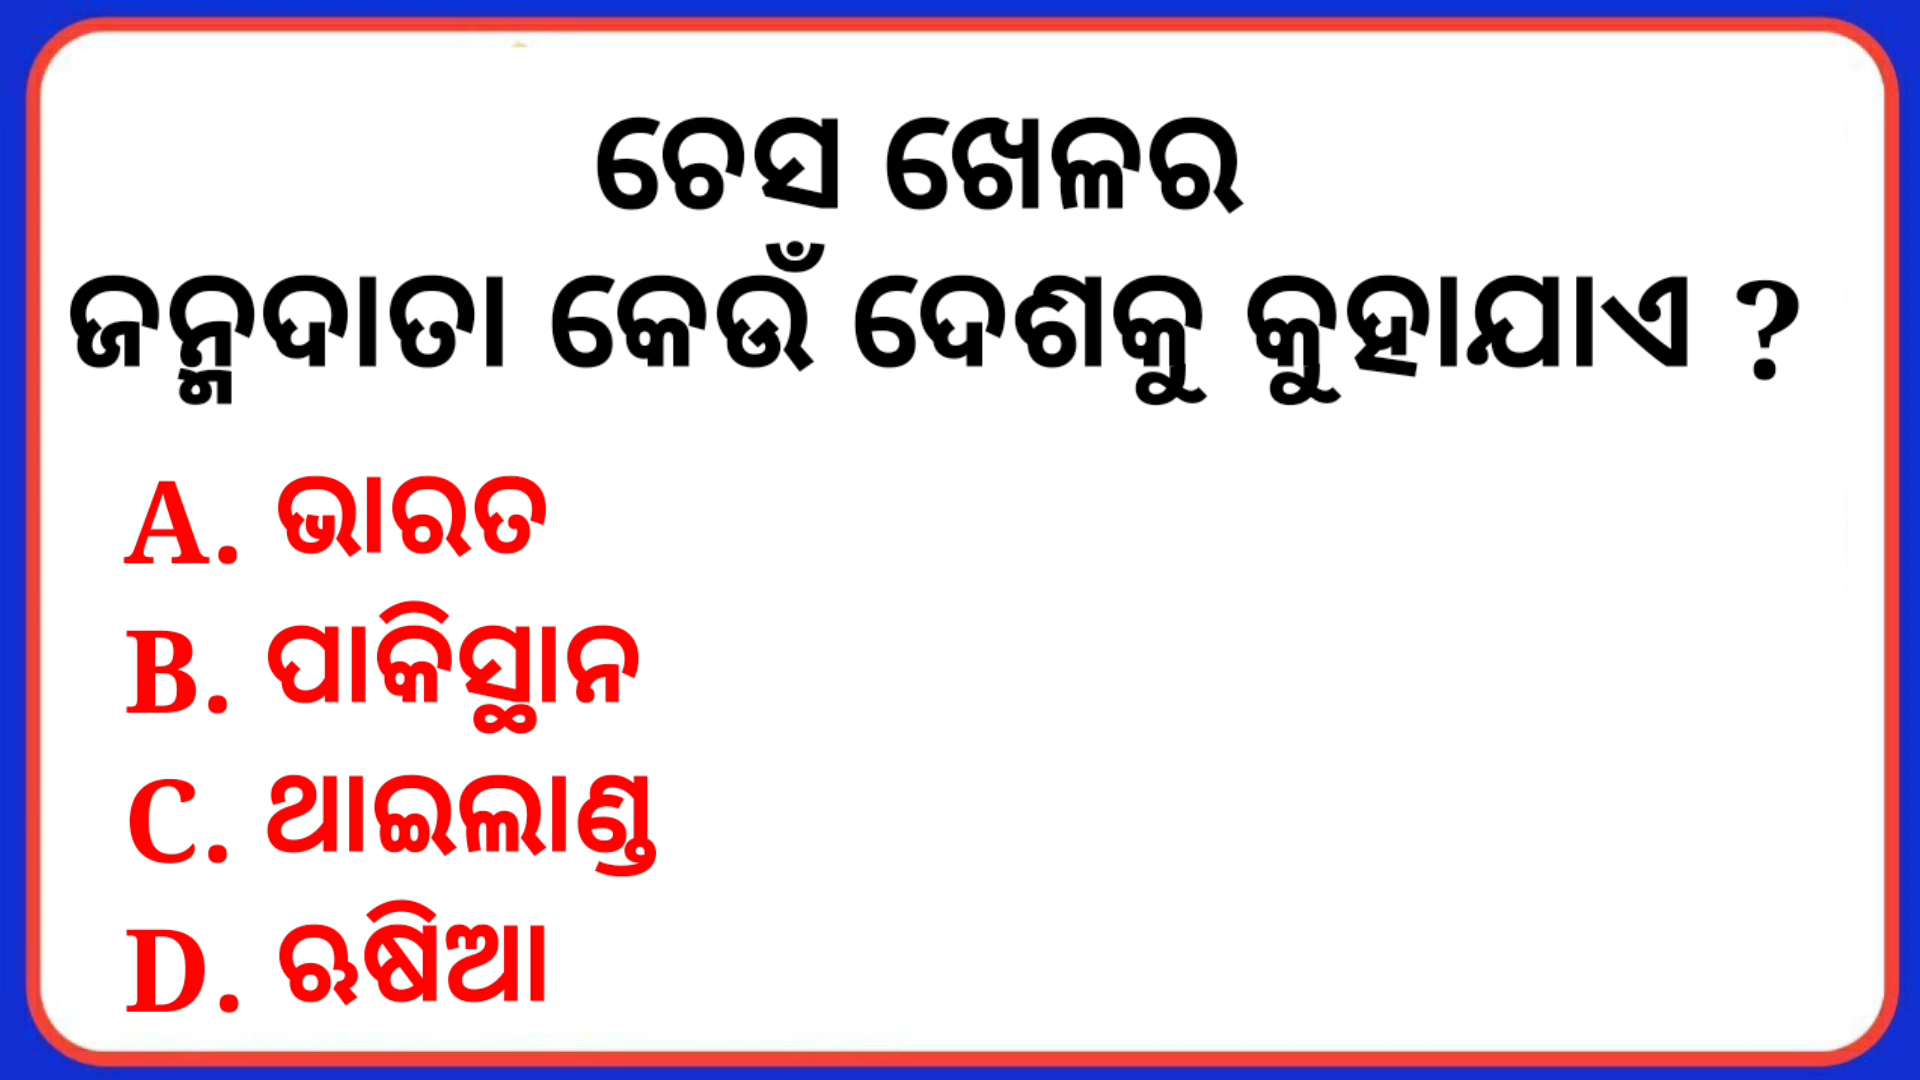 ଚେସ ଖେଳର
ଜନ୍ମଦାତା କେଉଁ ଦେଶକୁ କୁହାଯାଏ ?
A. ଭାରତ
B. ପାକିସ୍ଥାନ
C. ଥାଇଲାଣ୍ଡ
D. ଋଷିଆ